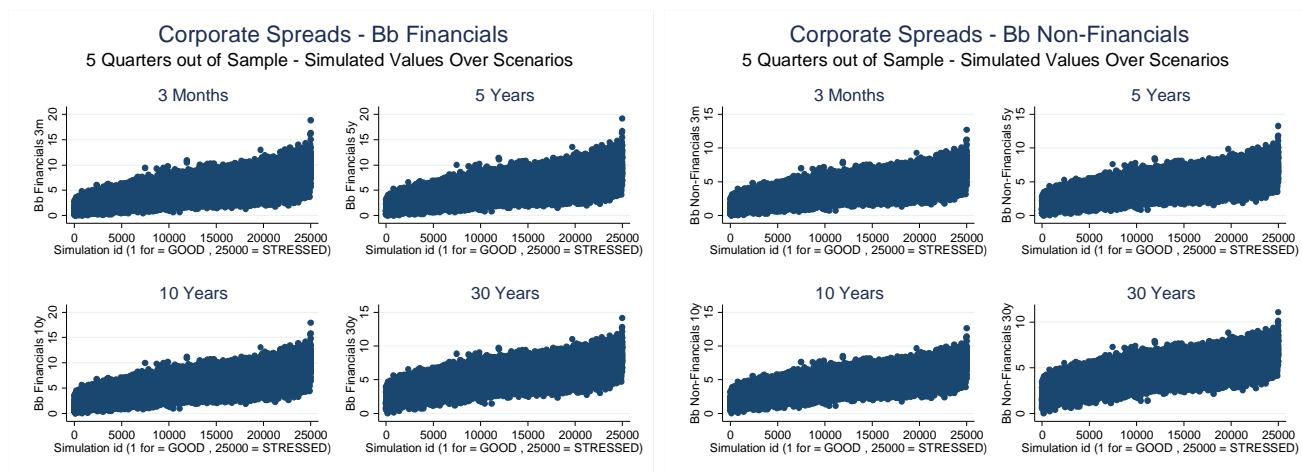 Corporate Spreads - Bb Financials
5 Quarters out of Sample - Simulated Values Over Scenarios
3 Months
Bb Financials 3m
20
15
10
5
0
0 5000 10000 15000 20000 25000
Simulation id (1 for = GOOD , 25000 = STRESSED)
5 Years
Bb Financials 5y
20
15
10
5
0
0 5000 10000 15000 20000 25000
Simulation id (1 for = GOOD , 25000 = STRESSED)
10 Years
Bb Financials 10y
20
15
10
5
0
0 5000 10000 15000 20000 25000
Simulation id (1 for = GOOD , 25000 = STRESSED)
30 Years
Bb Financials 30y
15
10
5
0
0 5000 10000 15000 20000 25000
Simulation id (1 for = GOOD , 25000 = STRESSED)
Corporate Spreads - Bb Non-Financials
5 Quarters out of Sample - Simulated Values Over Scenarios
3 Months
Bb Non-Financials 3m
15
10
5
0
0 5000 10000 15000 20000 25000
Simulation id (1 for = GOOD , 25000 = STRESSED)
5 Years
Bb Non-Financials 5y
15
10
5
0
0 5000 10000 15000 20000 25000
Simulation id (1 for = GOOD , 25000 = STRESSED)
10 Years
Bb Non-Financials 10y
15
10
5
0
0 5000 10000 15000 20000 25000
Simulation id (1 for = GOOD , 25000 = STRESSED)
30 Years
Bb Non-Financials 30y
10
5
0
0 5000 10000 15000 20000 25000
Simulation id (1 for = GOOD , 25000 = STRESSED)